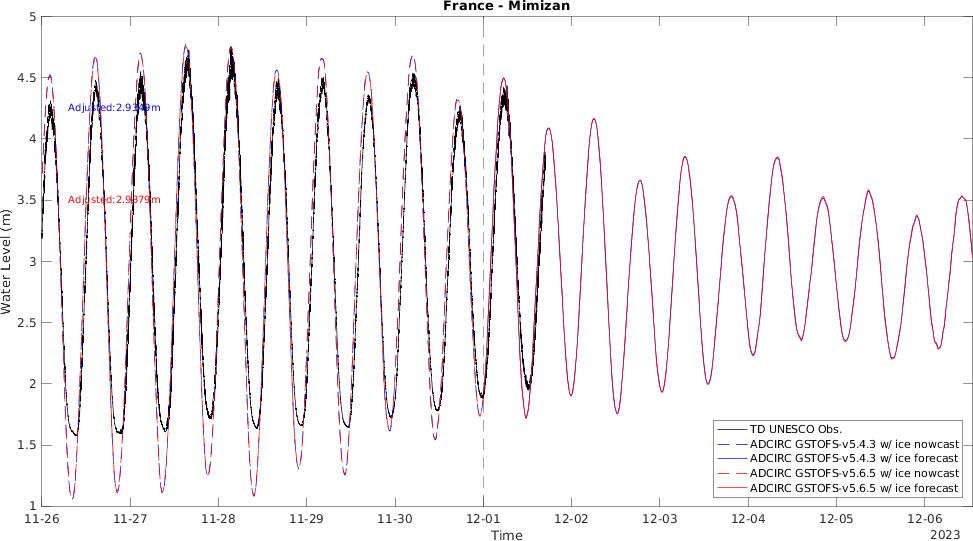 France - Mimizan
5
4.5
4
3.5
3
2.5
2
1.5
1
Water Level (m)
Adjusted:2.9349m
Adjusted:2.9379m
TD UNESCO Obs.
ADCIRC GSTOFS-v5.4.3 w/ ice nowcast
ADCIRC GSTOFS-v5.4.3 w/ ice forecast
ADCIRC GSTOFS-v5.6.5 w/ ice nowcast
ADCIRC GSTOFS-v5.6.5 w/ ice forecast
11-26 11-27 11-28 11-29 11-30 12-01 12-02 12-03 12-04 12-05 12-06
Time
2023